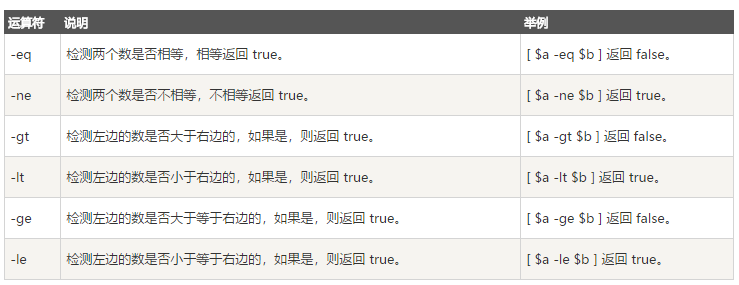 运算符 说明 举例
-eq 检测两个数是否相等，相等返回 true。 [ $a -eq $b ] 返回 false。
-ne 检测两个数是否不相等，不相等返回 true。 [ $a -ne $b ] 返回 true。
-gt 检测左边的数是否大于右边的，如果是，则返回 true。 [ $a -gt $b ] 返回 false。
-lt 检测左边的数是否小于右边的，如果是，则返回 true。 [ $a -lt $b ] 返回 true。
-ge 检测左边的数是否大于等于右边的，如果是，则返回 true。 [ $a -ge $b ] 返回 false。
-le 检测左边的数是否小于等于右边的，如果是，则返回 true。 [ $a -le $b ] 返回 true。